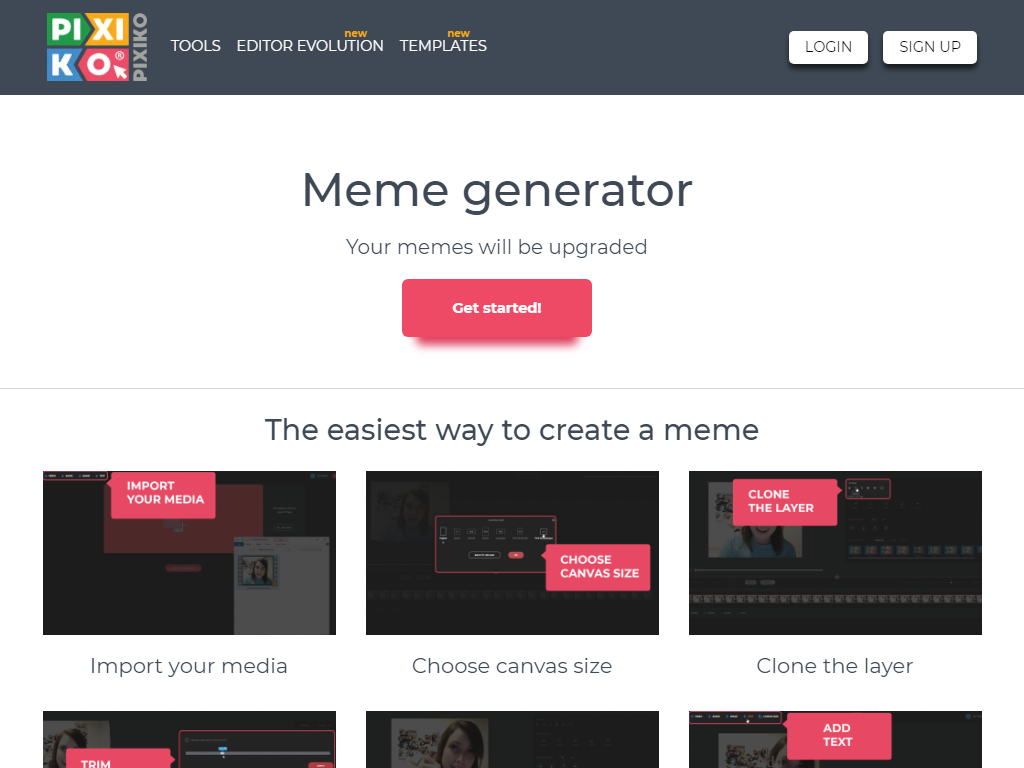 PIXI
KO®
PIXIKO
TOOLS
EDITOR EVOLUTION
new
TEMPLATES
new
LOGIN
SIGN UP
Meme generator
Your memes will be upgraded
Get started!
The easiest way to create a meme
IMPORT
YOUR MEDIA
CHOOSE
CANVAS SIZE
CLONE
THE LAYER
Import your media
Choose canvas size
Clone the layer
TRIM
ADD
TEXT